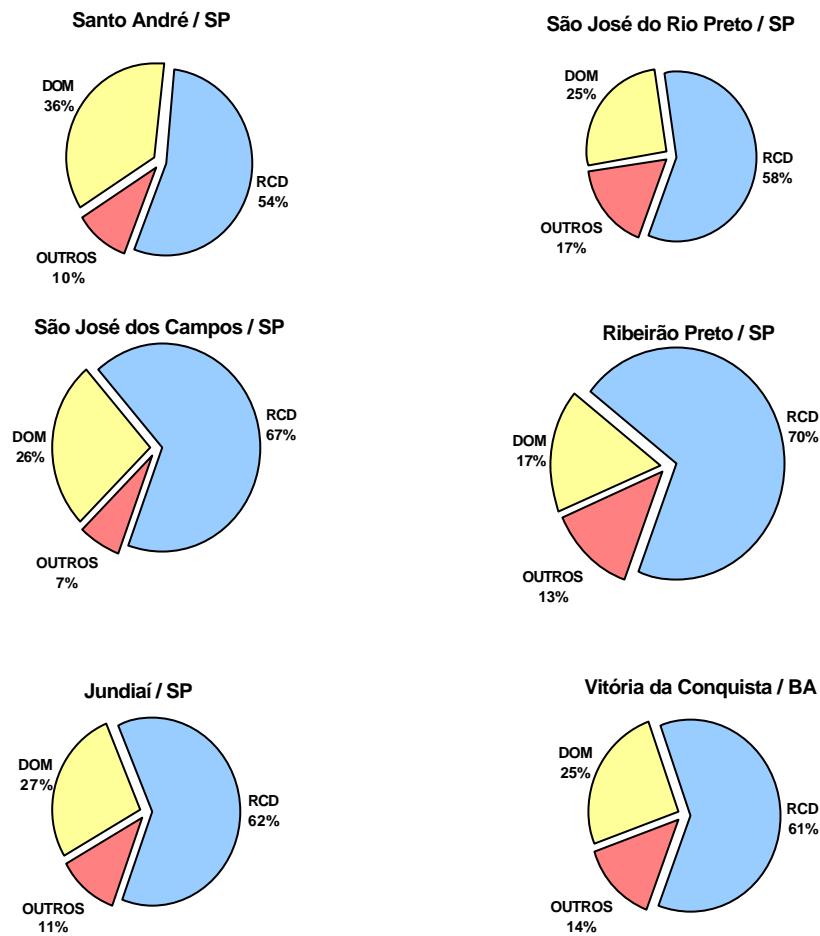 Santo André / SP
DOM
36%
RCD
54%
OUTROS
10%
São José do Rio Preto / SP
DOM
25%
RCD
58%
OUTROS
17%
São José dos Campos / SP
RCD
67%
DOM
26%
OUTROS
7%
Ribeirão Preto / SP
RCD
70%
DOM
17%
OUTROS
13%
Jundiaí / SP
DOM
27%
RCD
62%
OUTROS
11%
Vitória da Conquista / BA
DOM
25%
RCD
61%
OUTROS
14%